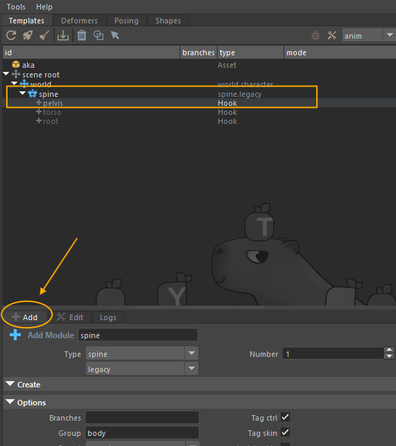 Tools Help
Templates Deformers Posing Shapes
anim
id branches type mode
aka Asset
scene root
world world.character
spine spine.legacy
pelvis Hook
torso Hook
root Hook
T
Y
Add Edit Logs
Add Module spine
Type spine Number 1
legacy
Create
Options
Branches Tag ctrl
Group body Tag skin